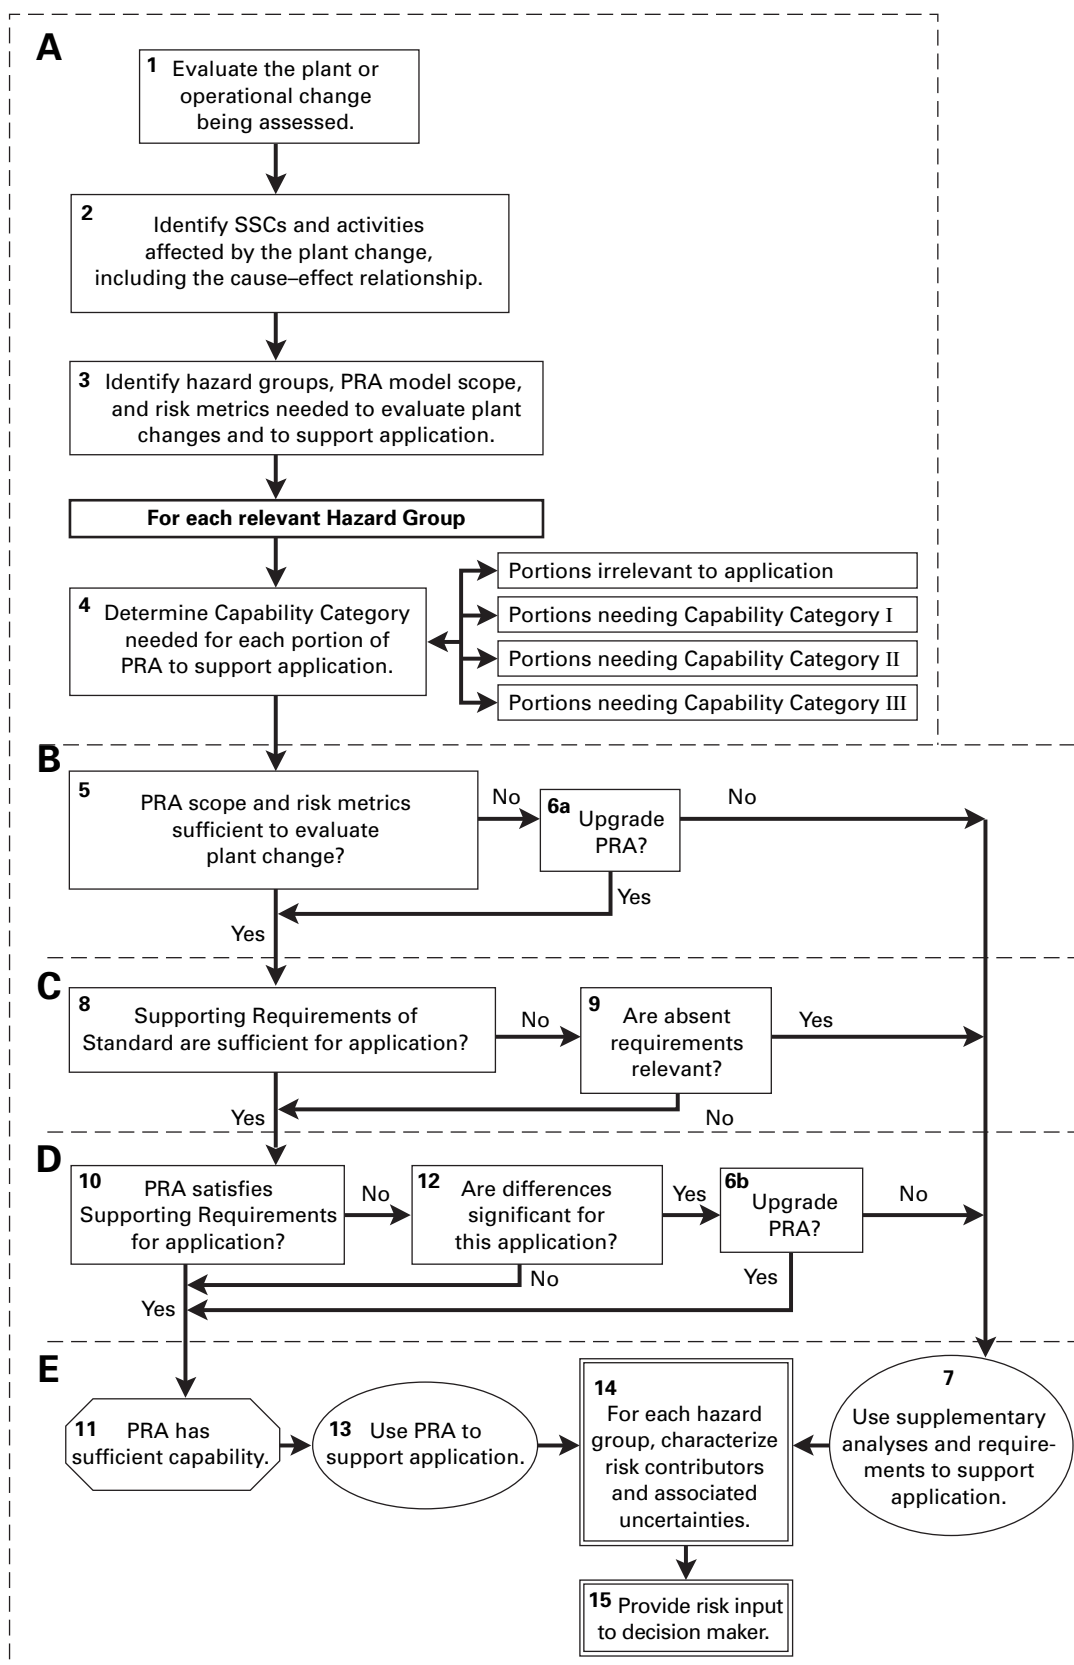 A
1 Evaluate the plant or
operational change
being assessed.
2
Identify SSCs and activities
affected by the plant change,
including the cause–effect relationship.
3 Identify hazard groups, PRA model scope,
and risk metrics needed to evaluate plant
changes and to support application.
For each relevant Hazard Group
4 Determine Capability Category
needed for each portion of
PRA to support application.
Portions irrelevant to application
Portions needing Capability Category I
Portions needing Capability Category II
Portions needing Capability Category III
B
5
PRA scope and risk metrics
sufficient to evaluate
plant change?
No
6a Upgrade
PRA?
No
Yes
Yes
C
8
Supporting Requirements of
Standard are sufficient for application?
No
9 Are absent
requirements
relevant?
Yes
Yes
No
D
10 PRA satisfies
Supporting Requirements
for application?
No
12 Are differences
significant for
this application?
Yes
6b Upgrade
PRA?
No
No
Yes
Yes
E
11 PRA has
sufficient capability.
13 Use PRA to
support application.
14
For each hazard
group, characterize
risk contributors
and associated
uncertainties.
7
Use supplementary
analyses and require-
ments to support
application.
15 Provide risk input
to decision maker.